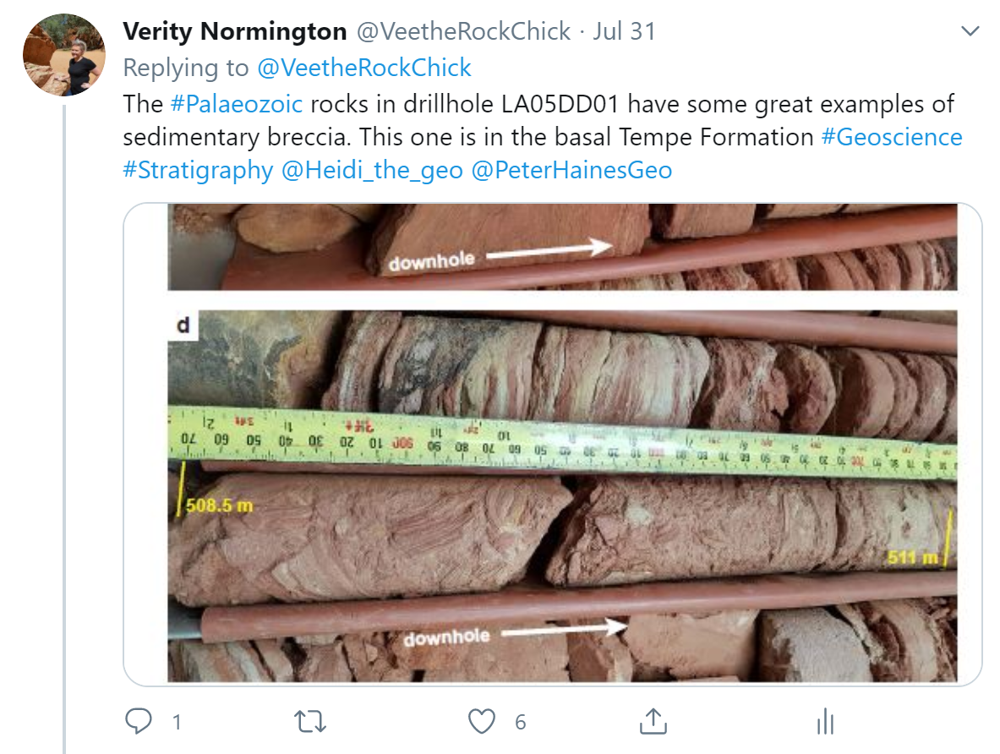 Verity Normington @VeetheRockChick · Jul 31
Replying to @VeetheRockChick
The #Palaeozoic rocks in drillhole LA05DD01 have some great examples of
sedimentary breccia. This one is in the basal Tempe Formation #Geoscience
#Stratigraphy @Heidi_the_geo @PeterHainesGeo
downhole
d
508.5 m
511 m
downhole
1
6